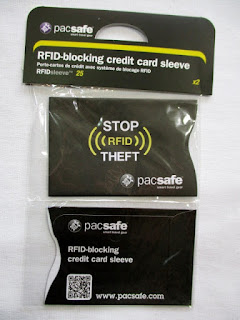 pacsafe
smart travel gear
RFID-blocking credit card sleeve
Porte-cartes de crédit avec système de blocage RFID
RFIDsleeve™ 25
x2
STOP
RFID
THEFT
pacsafe
smart travel gear
pacsafe
smart travel gear
RFID-blocking
credit card sleeve
www.pacsafe.com